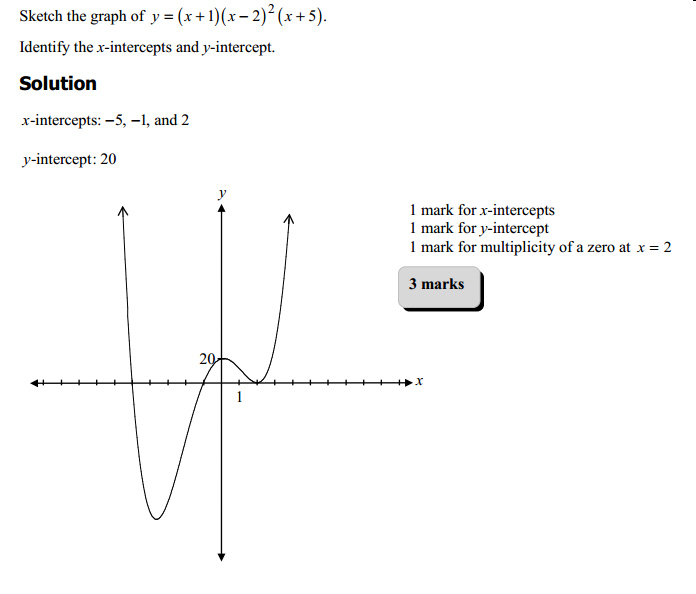 Sketch the graph of y = (x + 1)(x − 2)² (x + 5).
Identify the x-intercepts and y-intercept.
Solution
x-intercepts: −5, −1, and 2
y-intercept: 20
y
1 mark for x-intercepts
1 mark for y-intercept
1 mark for multiplicity of a zero at x = 2
3 marks
20
x
1